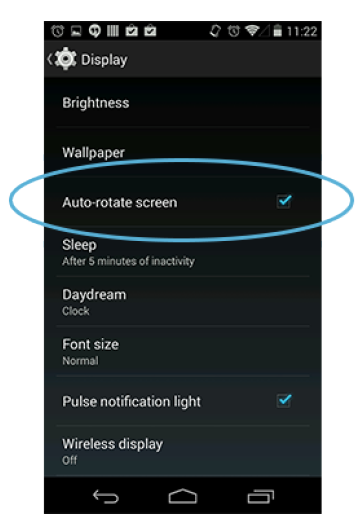 11:22
Display
Brightness
Wallpaper
Auto-rotate screen
Sleep
After 5 minutes of inactivity
Daydream
Clock
Font size
Normal
Pulse notification light
Wireless display
Off